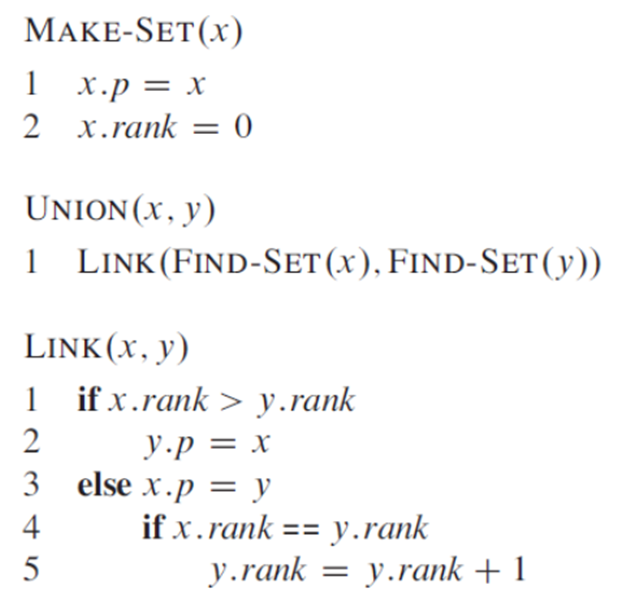 MAKE-SET(x)
1 x.p = x
2 x.rank = 0
UNION(x, y)
1 LINK(FIND-SET(x), FIND-SET(y))
LINK(x, y)
1 if x.rank > y.rank
2 y.p = x
3 else x.p = y
4 if x.rank == y.rank
5 y.rank = y.rank + 1